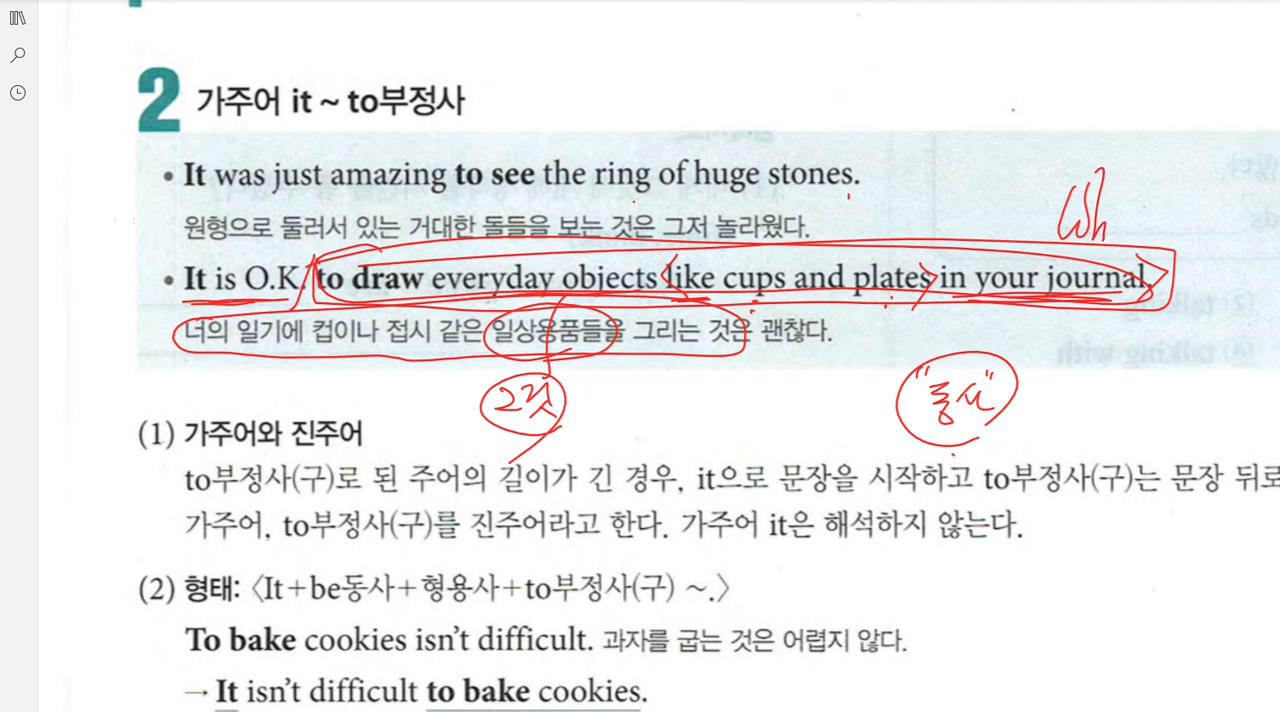 2 가주어 it ~ to부정사
• It was just amazing to see the ring of huge stones.
원형으로 둘러서 있는 거대한 돌들을 보는 것은 그저 놀라웠다.
Wh
• It is O.K. to draw everyday objects like cups and plates in your journal.
너의 일기에 컵이나 접시 같은 일상용품들을 그리는 것은 괜찮다.
그림
"동사"
(1) 가주어와 진주어
to부정사(구)로 된 주어의 길이가 긴 경우, it으로 문장을 시작하고 to부정사(구)는 문장 뒤로
가주어, to부정사(구)를 진주어라고 한다. 가주어 it은 해석하지 않는다.
(2) 형태: 〈It+be동사+형용사+to부정사(구) ~.〉
To bake cookies isn't difficult. 과자를 굽는 것은 어렵지 않다.
→ It isn't difficult to bake cookies.